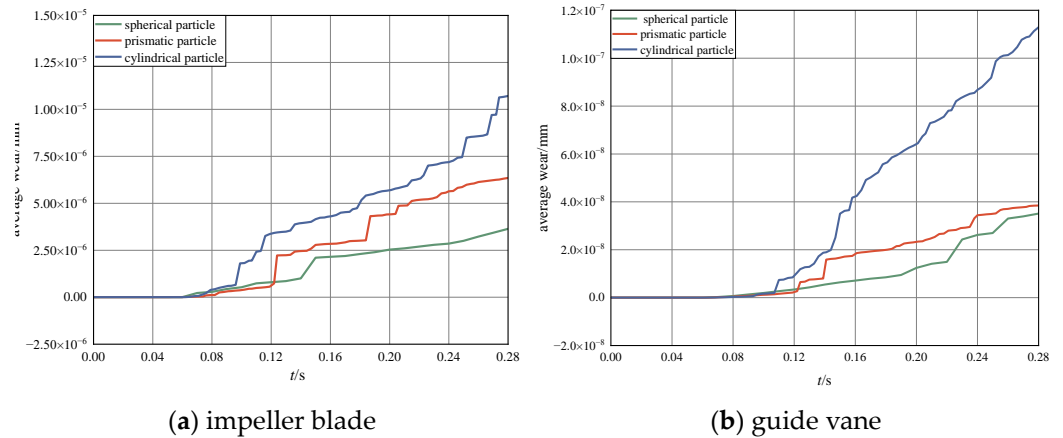 1.50×10⁻⁵
1.25×10⁻⁵
1.00×10⁻⁵
7.50×10⁻⁶
5.00×10⁻⁶
2.50×10⁻⁶
0.00
−2.50×10⁻⁶
average wear/mm
spherical particle
prismatic particle
cylindrical particle
0.00 0.04 0.08 0.12 0.16 0.20 0.24 0.28
t/s
(a) impeller blade
1.2×10⁻⁷
1.0×10⁻⁷
8.0×10⁻⁸
6.0×10⁻⁸
4.0×10⁻⁸
2.0×10⁻⁸
0.0
−2.0×10⁻⁸
average wear/mm
spherical particle
prismatic particle
cylindrical particle
0.00 0.04 0.08 0.12 0.16 0.20 0.24 0.28
t/s
(b) guide vane